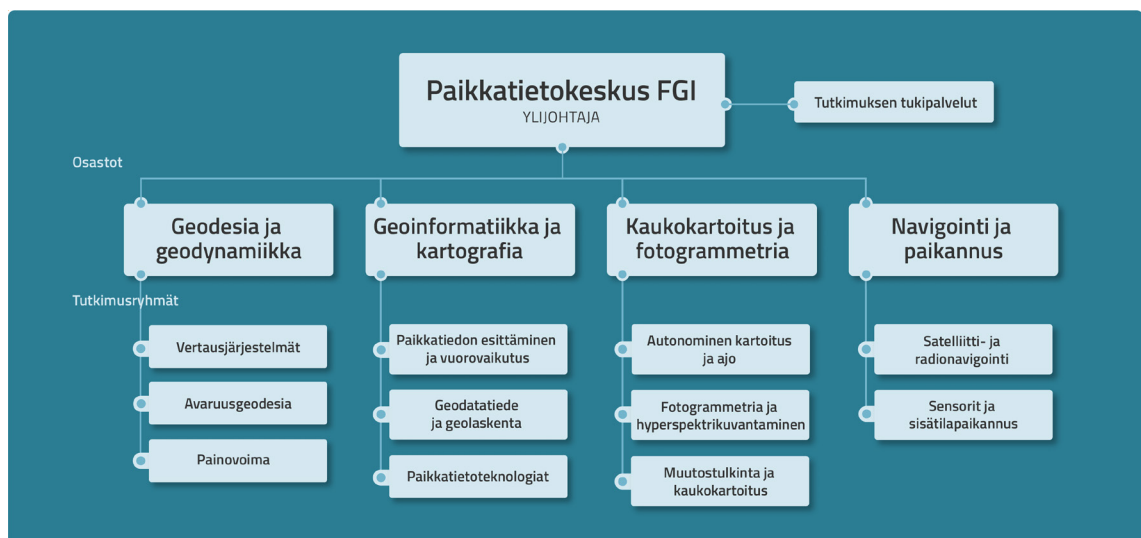 Paikkatietokeskus FGI
YLIJOHTAJA
Tutkimuksen tukipalvelut
Osastot
Geodesia ja
geodynamiikka
Geoinformatiikka ja
kartografia
Kaukokartoitus ja
fotogrammetria
Navigointi ja
paikannus
Tutkimusryhmät
Vertausjärjestelmät
Avaruusgeodesia
Painovoima
Paikkatiedon esittäminen
ja vuorovaikutus
Geodatatiede
ja geolaskenta
Paikkatietoteknologiat
Autonominen kartoitus
ja ajo
Fotogrammetria ja
hyperspektrikuvantaminen
Muutostulkinta ja
kaukokartoitus
Satelliitti- ja
radionavigointi
Sensorit ja
sisätilapaikannus